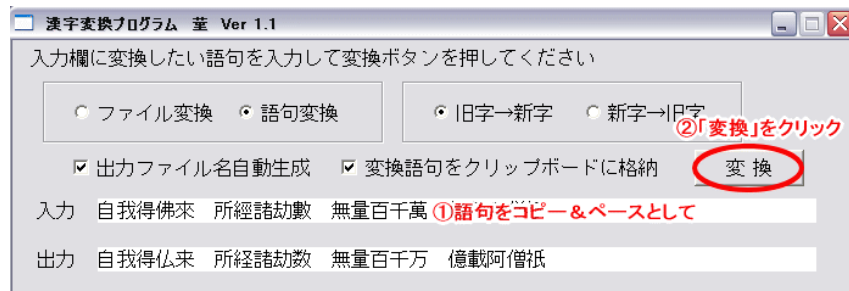 漢字変換プログラム 菫 Ver 1.1
入力欄に変換したい語句を入力して変換ボタンを押してください
ファイル変換 語句変換 旧字→新字 新字→旧字
②「変換」をクリック
出力ファイル名自動生成 変換語句をクリップボードに格納 変 換
入力 自我得佛來 所經諸劫數 無量百千萬 ①語句をコピー＆ペースとして
出力 自我得仏来 所経諸劫数 無量百千万 億載阿僧祇